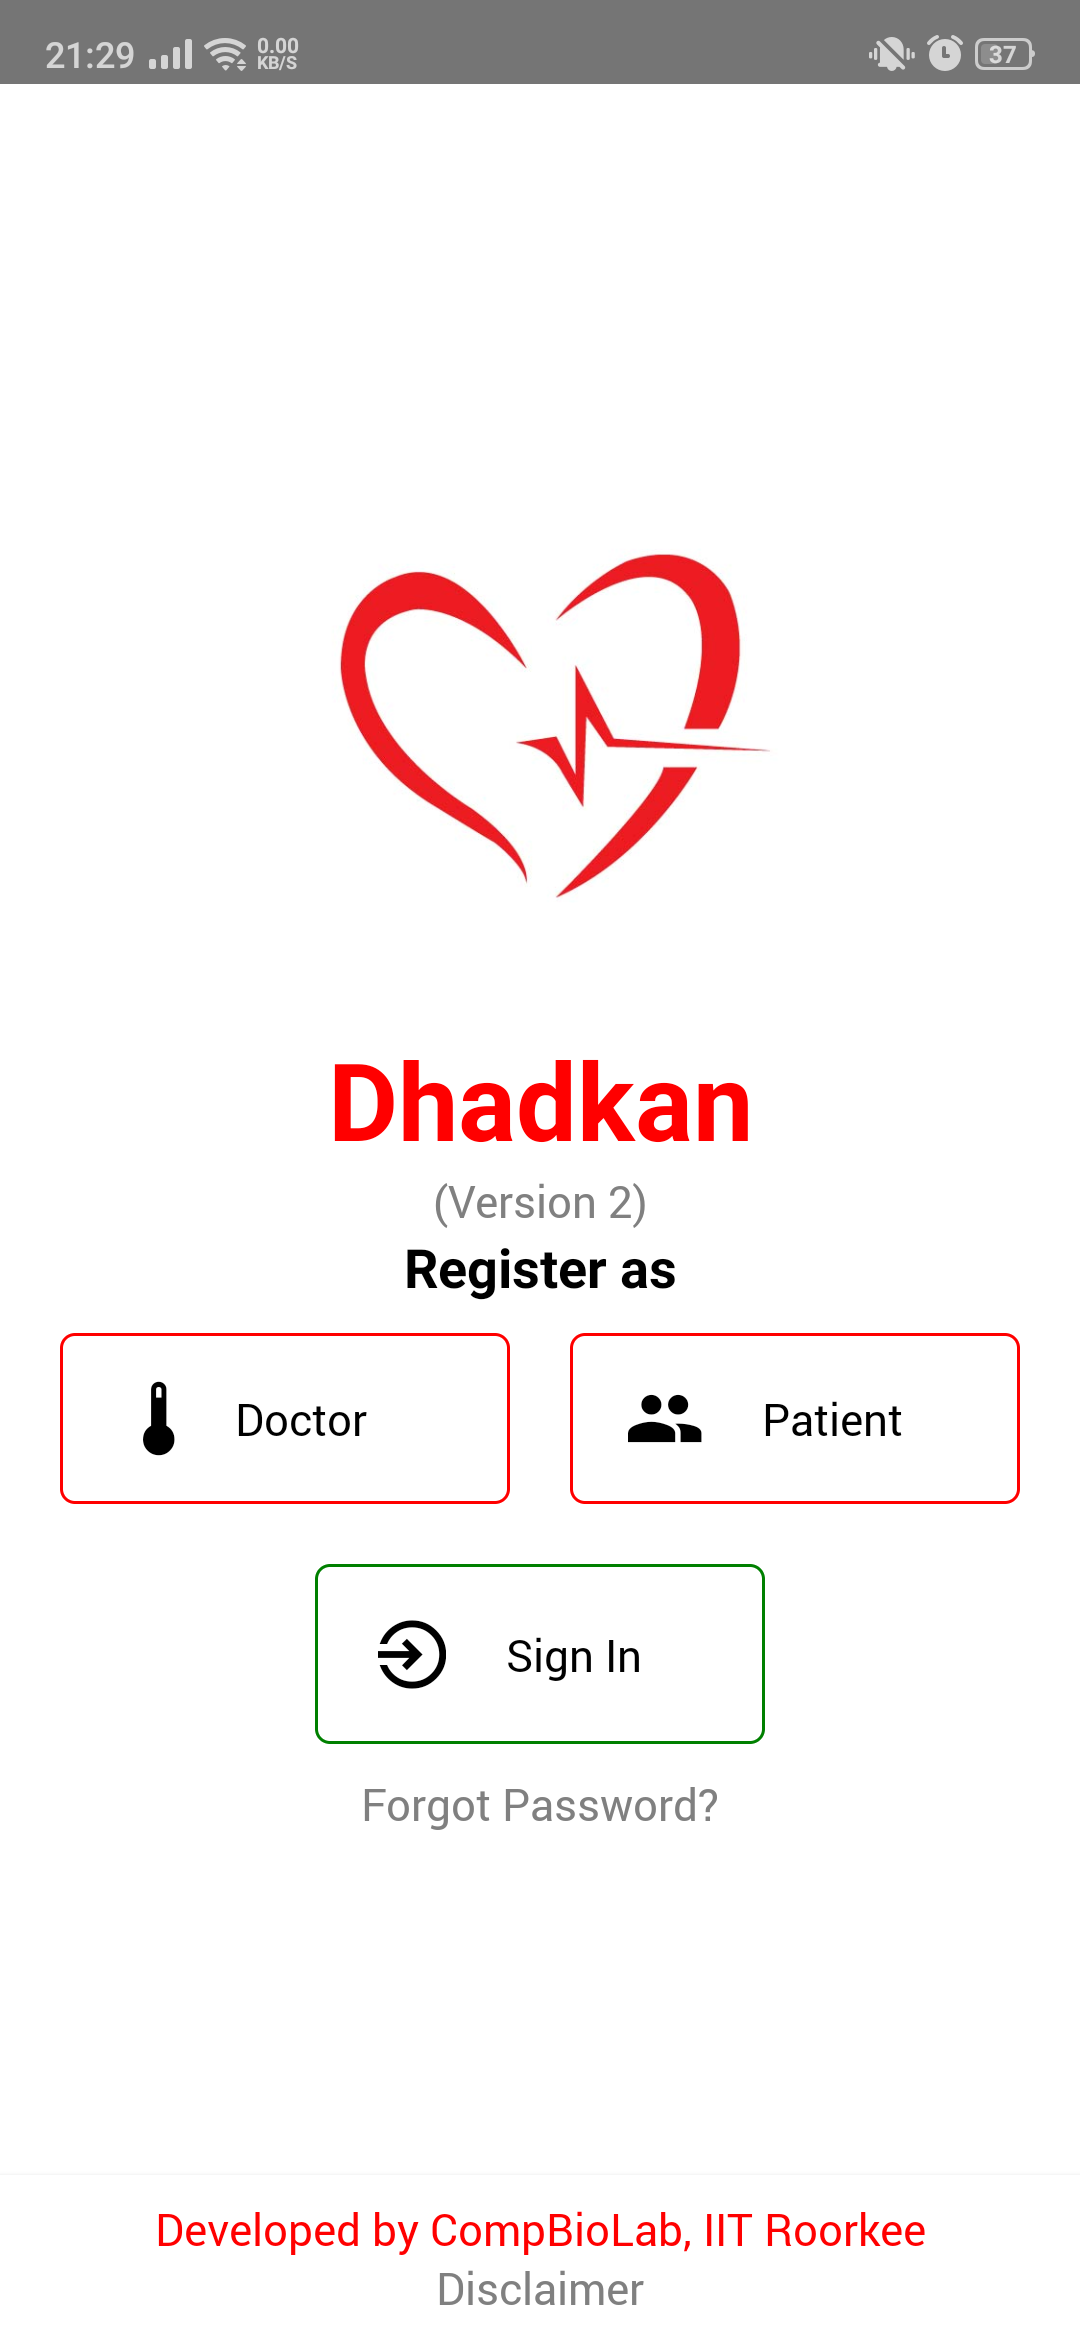 21:29 0.00 KB/S 37
Dhadkan
(Version 2)
Register as
Doctor Patient
Sign In
Forgot Password?
Developed by CompBioLab, IIT Roorkee
Disclaimer